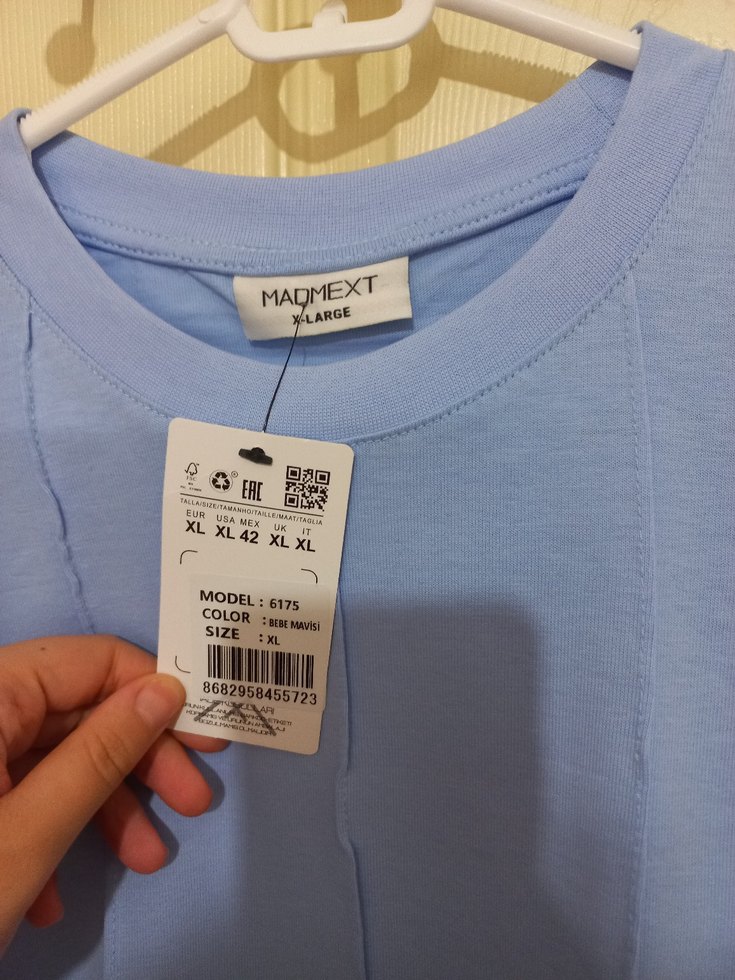 MADMEXT
X-LARGE
FSC
EAC
TALLA/SIZE/TAMANHO/TAILLE/MAAT/TAGLIA
EUR USA MEX UK IT
XL XL 42 XL XL
MODEL : 6175
COLOR : BEBE MAVİSİ
SIZE : XL
8682958455723